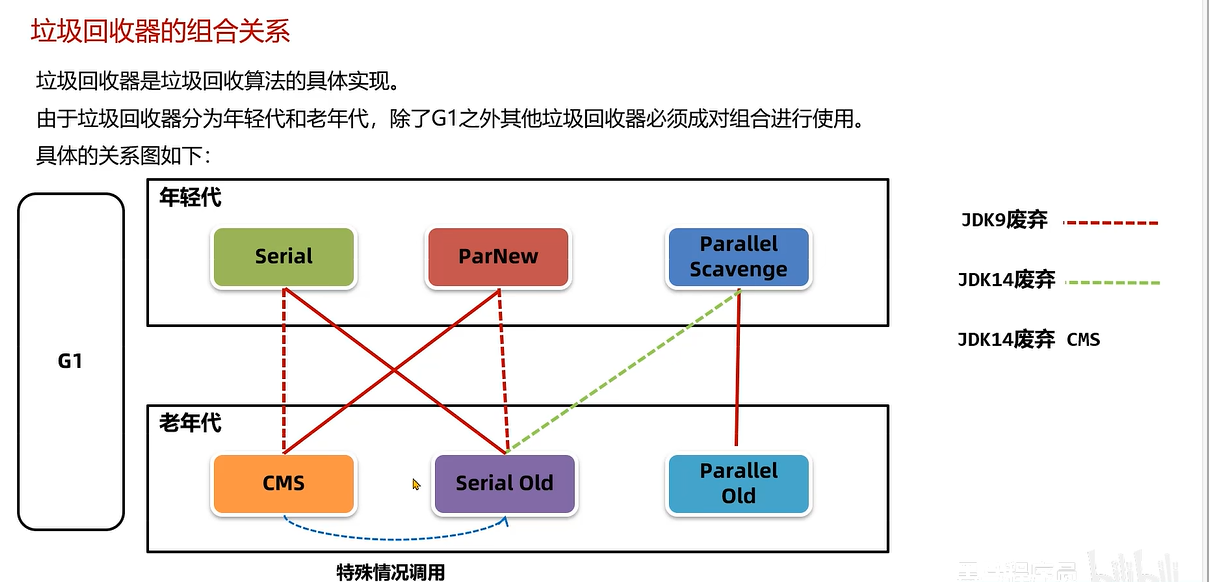 垃圾回收器的组合关系
垃圾回收器是垃圾回收算法的具体实现。
由于垃圾回收器分为年轻代和老年代，除了G1之外其他垃圾回收器必须成对组合进行使用。
具体的关系图如下：
G1
年轻代
Serial
ParNew
Parallel
Scavenge
老年代
CMS
Serial Old
Parallel
Old
特殊情况调用
JDK9废弃
JDK14废弃
JDK14废弃 CMS